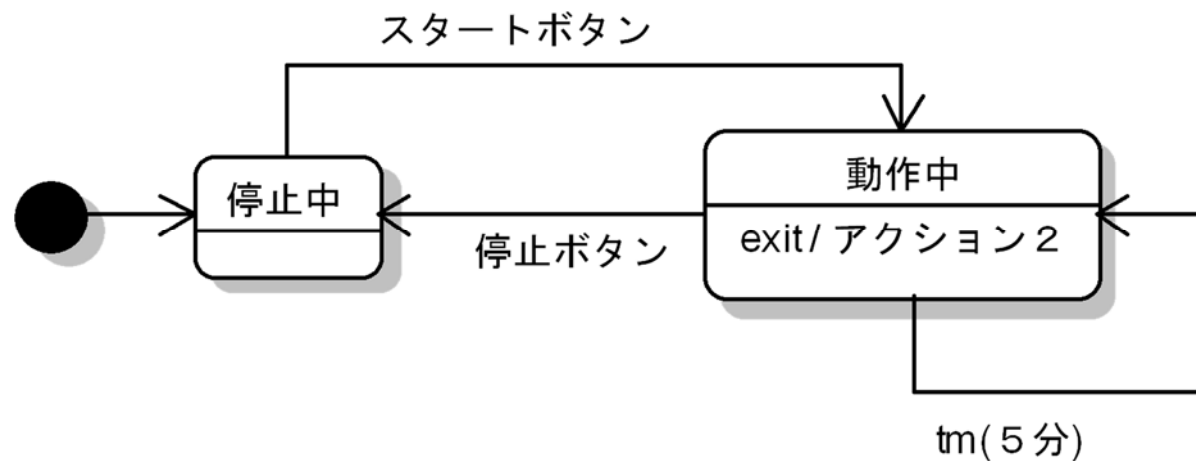 スタートボタン
停止中
動作中
exit/アクション２
停止ボタン
tm(５分)